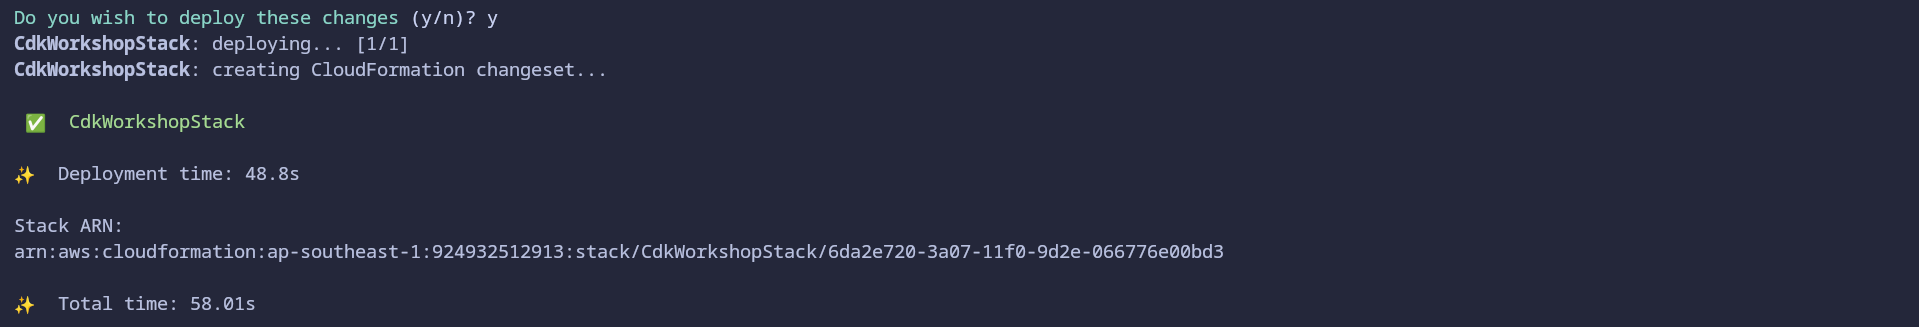 Do you wish to deploy these changes (y/n)? y
CdkWorkshopStack: deploying... [1/1]
CdkWorkshopStack: creating CloudFormation changeset...
✅  CdkWorkshopStack
✨  Deployment time: 48.8s
Stack ARN:
arn:aws:cloudformation:ap-southeast-1:924932512913:stack/CdkWorkshopStack/6da2e720-3a07-11f0-9d2e-066776e00bd3
✨  Total time: 58.01s